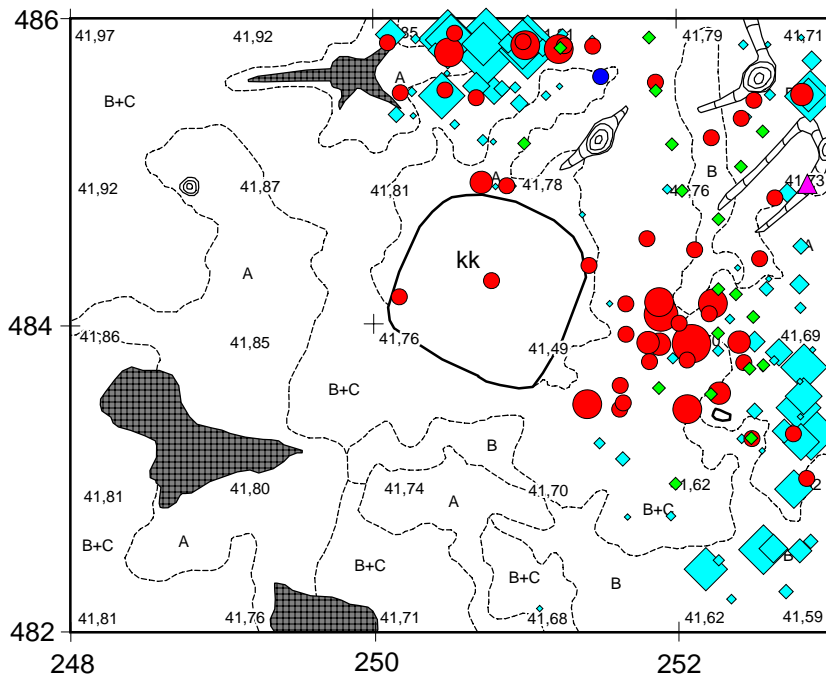 486
41,97 41,92 41,79 41,71
A
B+C
41,92 41,87 41,81 A 41,78 B 41,76 41,73
A kk A
484
41,86 41,85 41,76 41,49 41,69
B+C
B
41,81 41,80 41,74 A 41,70 B+C
B+C A B+C B+C B B
41,81 41,76 41,71 41,68 41,62 41,59
482
248 250 252